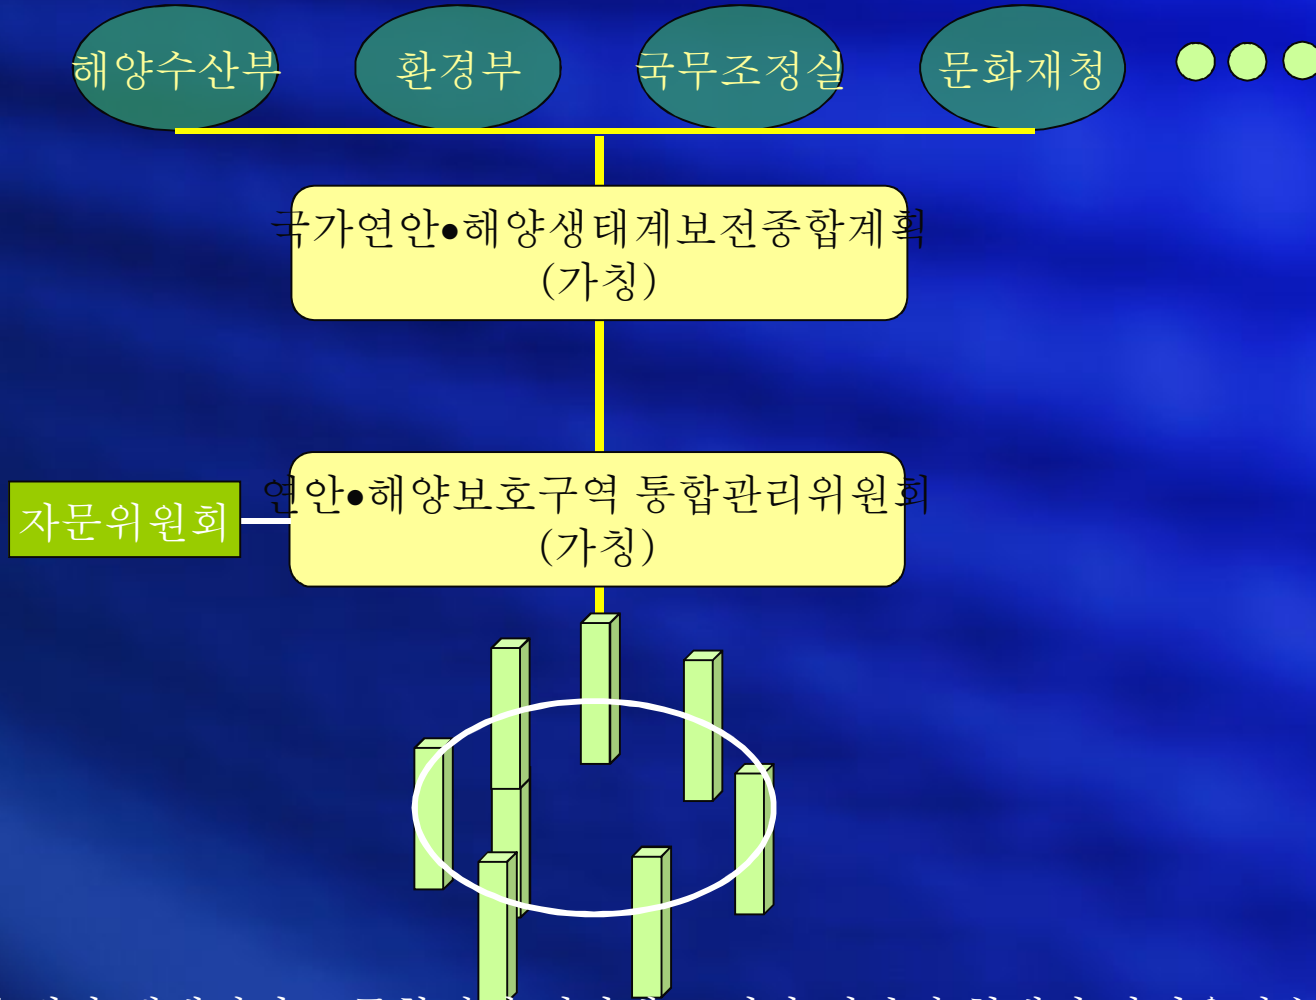 해양수산부
환경부
국무조정실
문화재청
국가연안•해양생태계보전종합계획
(가칭)
자문위원회
연안•해양보호구역 통합관리위원회
(가칭)